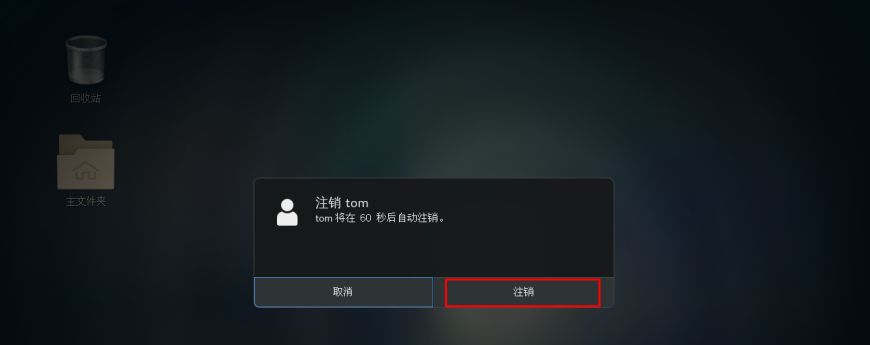 回收站
主文件夹
注销 tom
tom 将在 60 秒后自动注销。
取消
注销